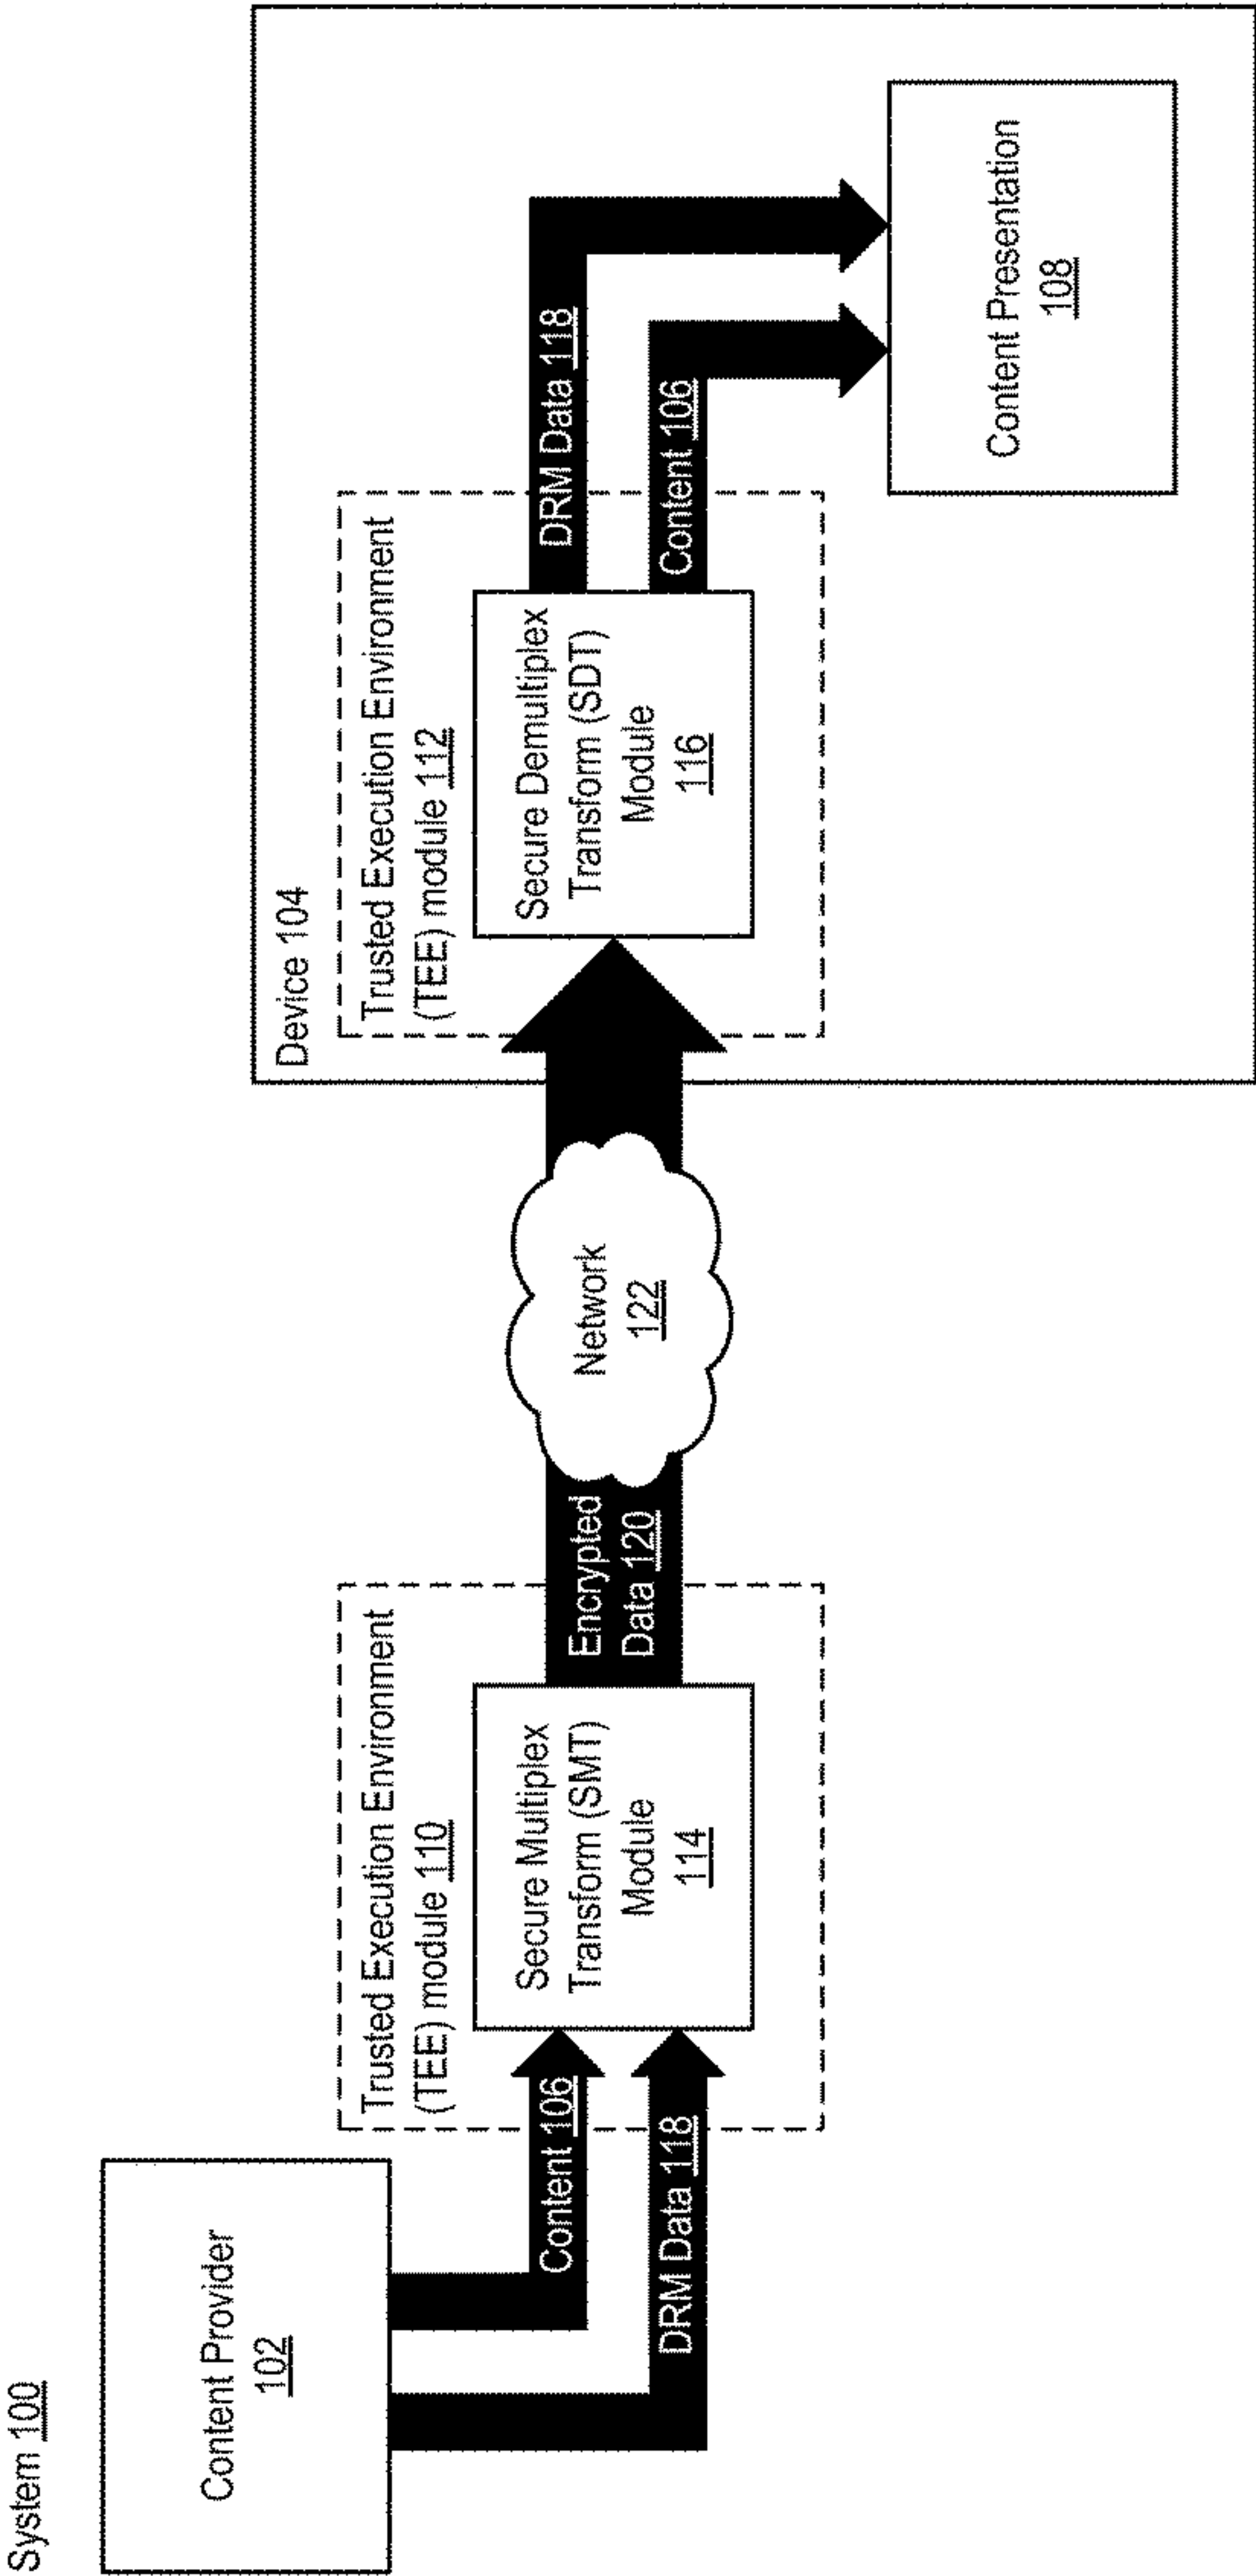 System 100
Content Provider
102
Content 106
DRM Data 118
Trusted Execution Environment
(TEE) module 110
Secure Multiplex
Transform (SMT)
Module
114
Encrypted
Data 120
Network
122
Device 104
Trusted Execution Environment
(TEE) module 112
Secure Demultiplex
Transform (SDT)
Module
116
DRM Data 118
Content 106
Content Presentation
108